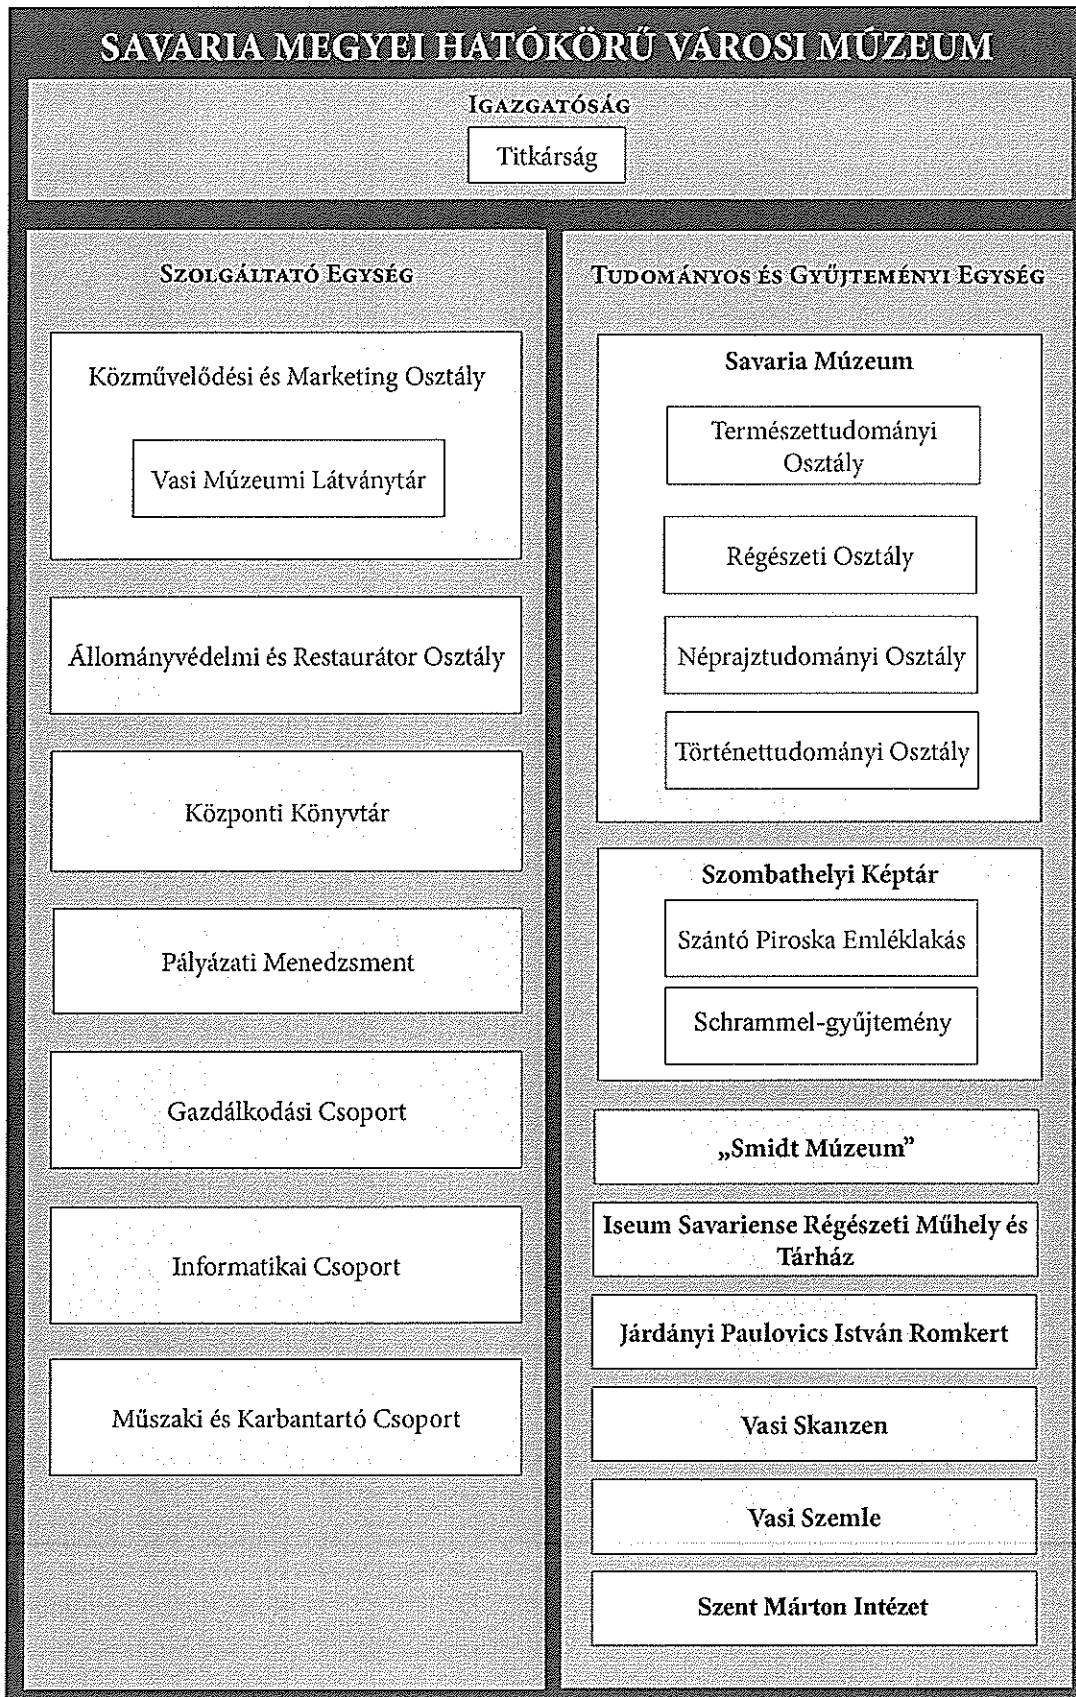 SAVARIA MEGYEI HATÓKÖRŰ VÁROSI MÚZEUM
IGAZGATÓSÁG
Titkárság
SZOLGÁLTATÓ EGYSÉG
Közművelődési és Marketing Osztály
Vasi Múzeumi Látványtár
Állományvédelmi és Restaurátor Osztály
Központi Könyvtár
Pályázati Menedzsment
Gazdálkodási Csoport
Informatikai Csoport
Műszaki és Karbantartó Csoport
TUDOMÁNYOS ÉS GYŰJTEMÉNYI EGYSÉG
Savaria Múzeum
Természettudományi
Osztály
Régészeti Osztály
Néprajztudományi Osztály
Történettudományi Osztály
Szombathelyi Képtár
Szántó Piroska Emléklakás
Schrammel-gyűjtemény
„Smidt Múzeum”
Iseum Savariense Régészeti Műhely és
Tárház
Járdányi Paulovics István Romkert
Vasi Skanzen
Vasi Szemle
Szent Márton Intézet